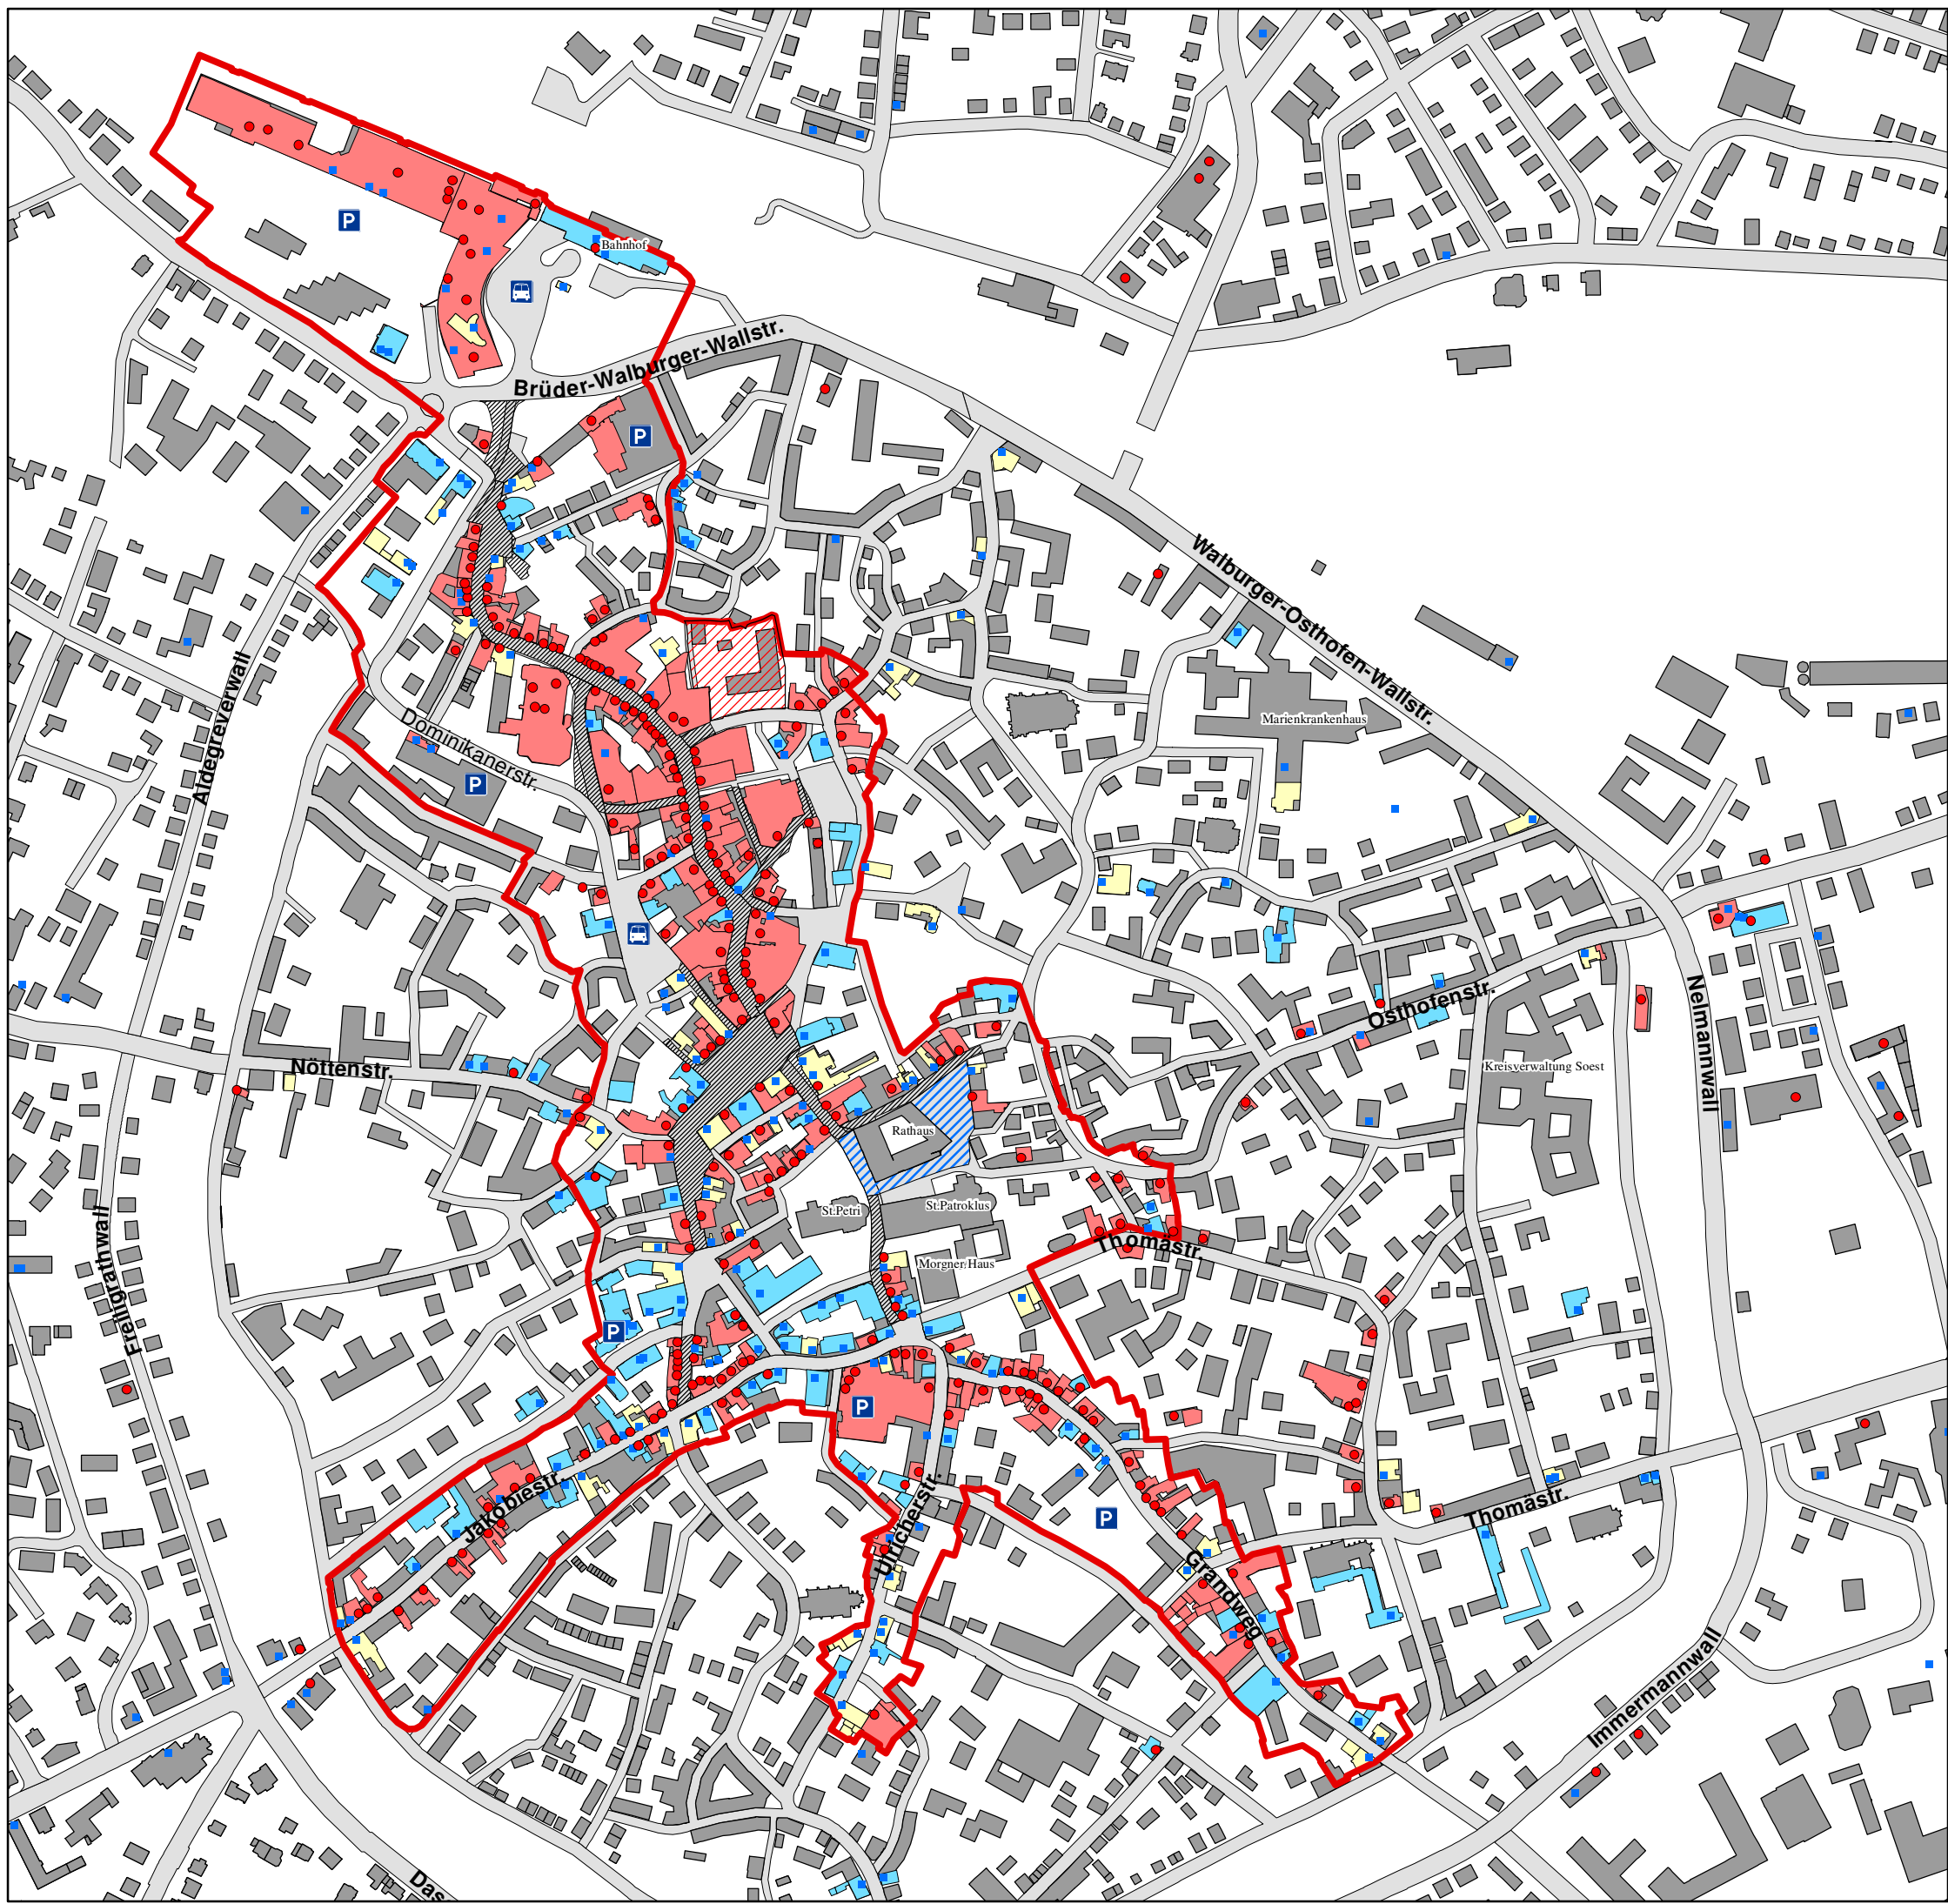 P
Bahnhof
Brüder-Walburger-Wallstr.
P
Walburger-Osthofen-Wallstr.
Aldegreverwall
Marienkrankenhaus
Dominikanerstr.
P
Osthofenstr.
Nelmannwall
Nöttenstr.
Kreisverwaltung Soest
Rathaus
St.Petri
St.Patroklus
Thomästr.
Morgner Haus
Freiligrathwall
P
P
Jakobiestr.
Ulricherstr.
P
Thomästr.
Grandweg
Immermannwall
Das